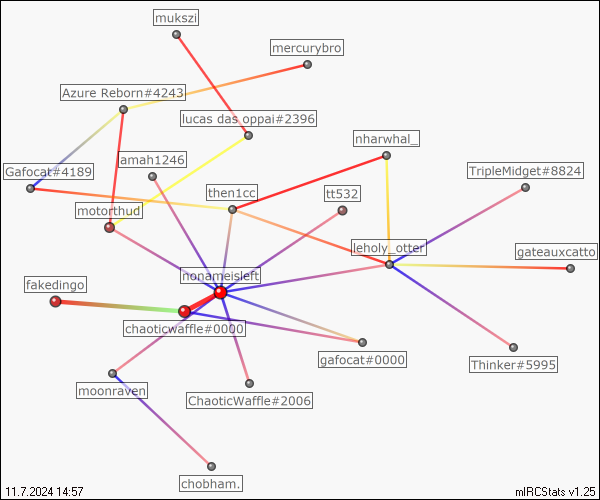 mukszi
mercurybro
Azure Reborn#4243
lucas das_oppai#2396
nharwhal_
amah1246
Gafocat#4189
TripleMidget#8824
then1cc
tt532
motorthud
leholy_otter
gateauxcatto
nonameisleft
fakedingo
chaoticwaffle#0000
gafocat#0000
Thinker#5995
moonraven
ChaoticWaffle#2006
chobham.
11.7.2024 14:57
mIRCStats v1.25